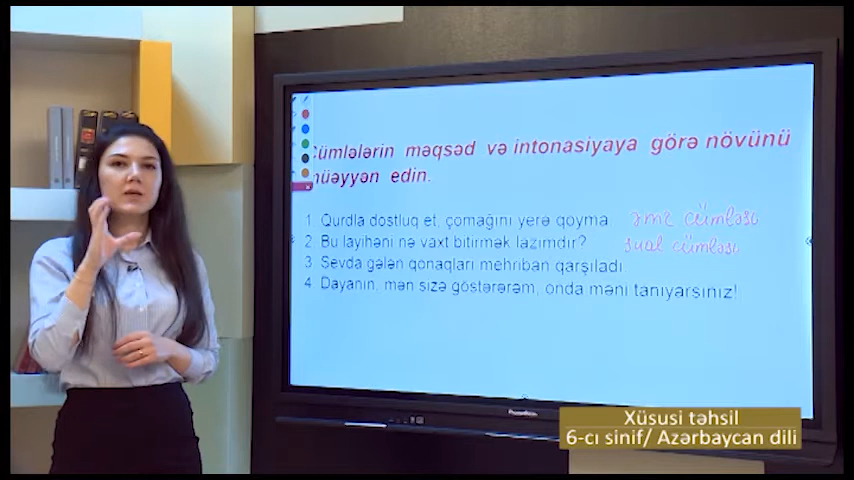 Cümlələrin məqsəd və intonasiyaya görə növünü
müəyyən edin.
1. Qurdla dostluq et, çomağını yerə qoyma. əmr cümləsi
2. Bu layihəni nə vaxt bitirmək lazımdır? sual cümləsi
3. Sevda gələn qonaqları mehriban qarşıladı.
4. Dayanın, mən sizə göstərərəm, onda məni tanıyarsınız!
Promethean
Xüsusi təhsil
6-cı sinif/ Azərbaycan dili